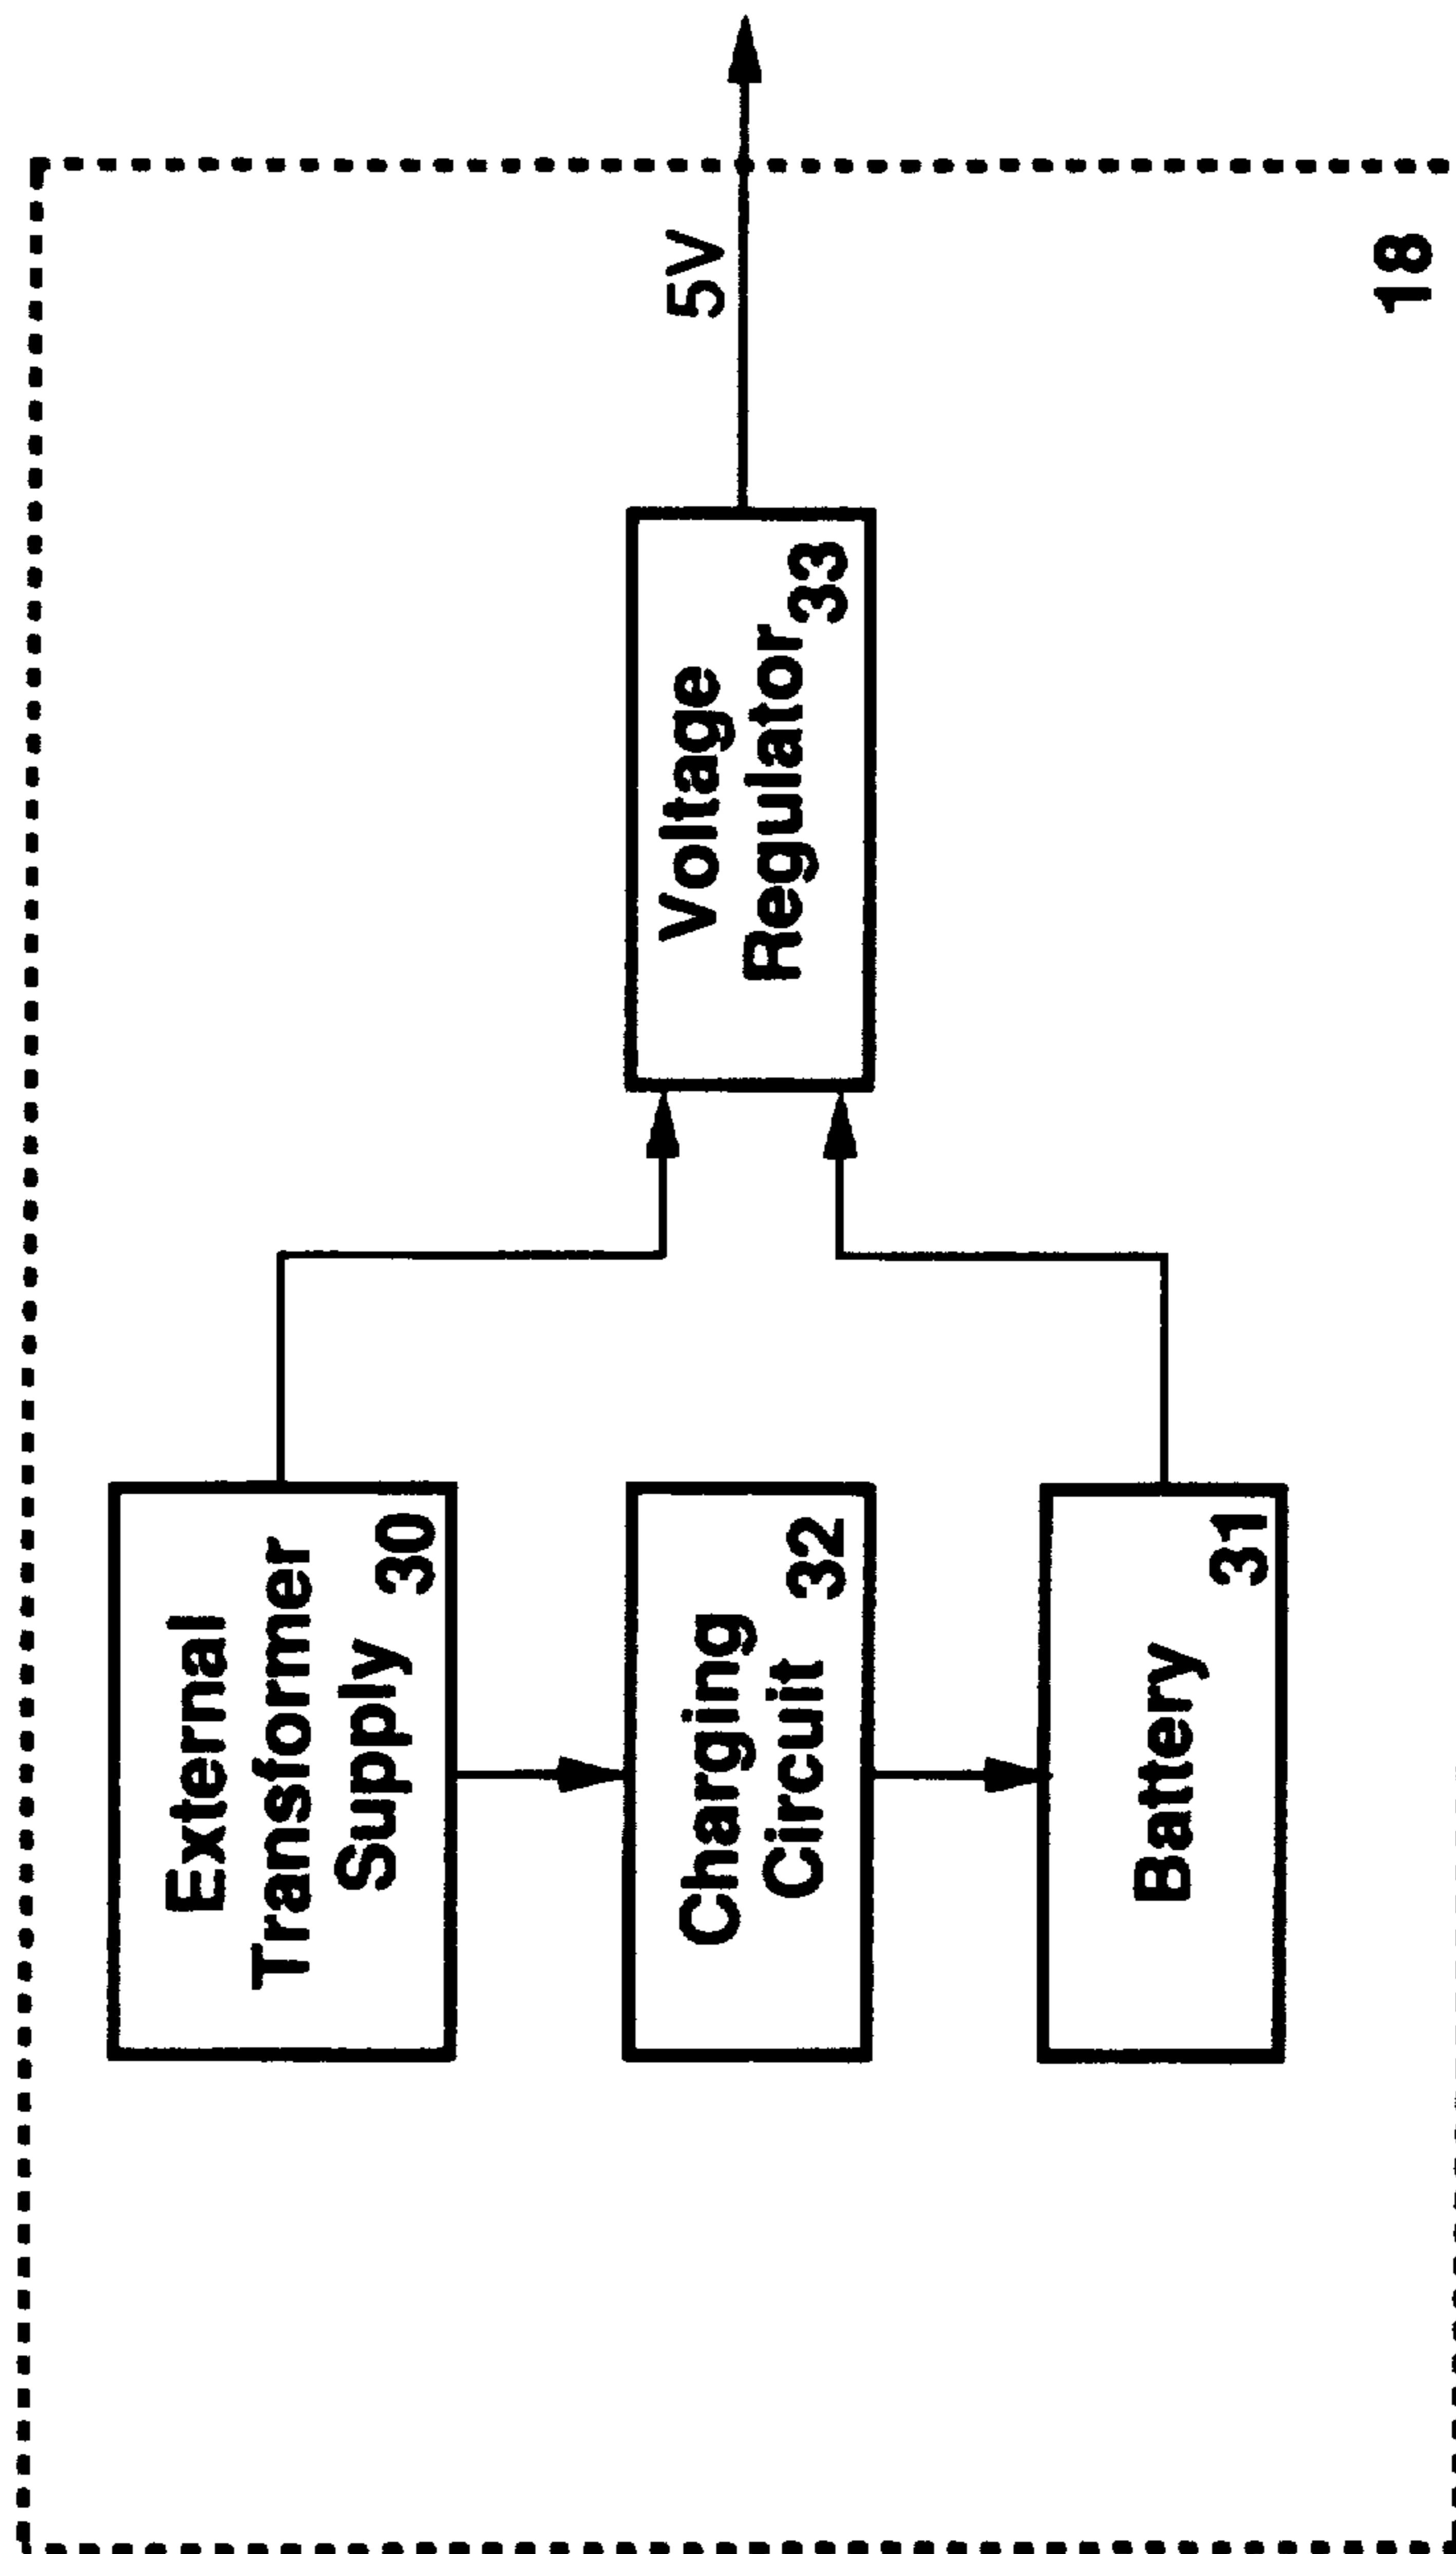 External
Transformer
Supply 30
Charging
Circuit 32
Battery 31
Voltage
Regulator 33
5V
18